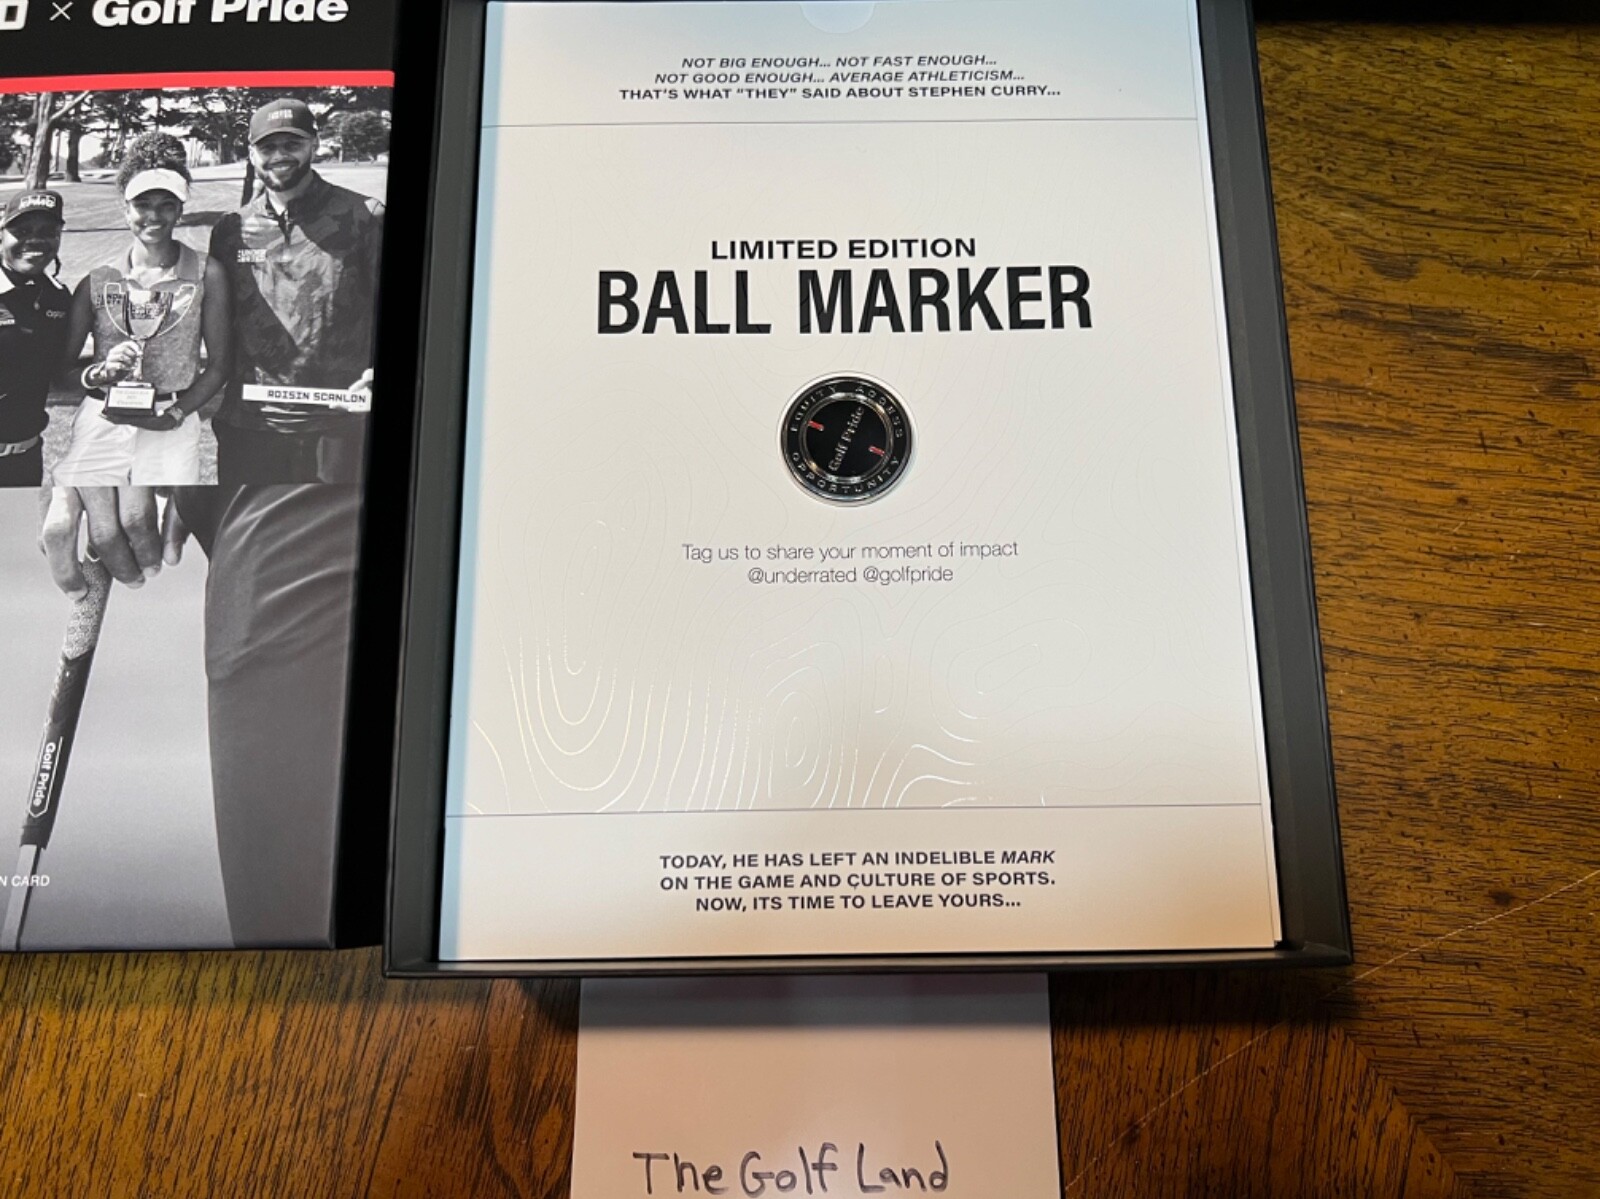 × Golf Pride
ROISIN SCANLON
Golf Pride
N CARD
NOT BIG ENOUGH... NOT FAST ENOUGH...
NOT GOOD ENOUGH... AVERAGE ATHLETICISM...
THAT'S WHAT "THEY" SAID ABOUT STEPHEN CURRY...
LIMITED EDITION
BALL MARKER
EQUITY ACCESS
Golf Pride
OPPORTUNITY
Tag us to share your moment of impact
@underrated @golfpride
TODAY, HE HAS LEFT AN INDELIBLE MARK
ON THE GAME AND CULTURE OF SPORTS.
NOW, ITS TIME TO LEAVE YOURS...
The Golf Land